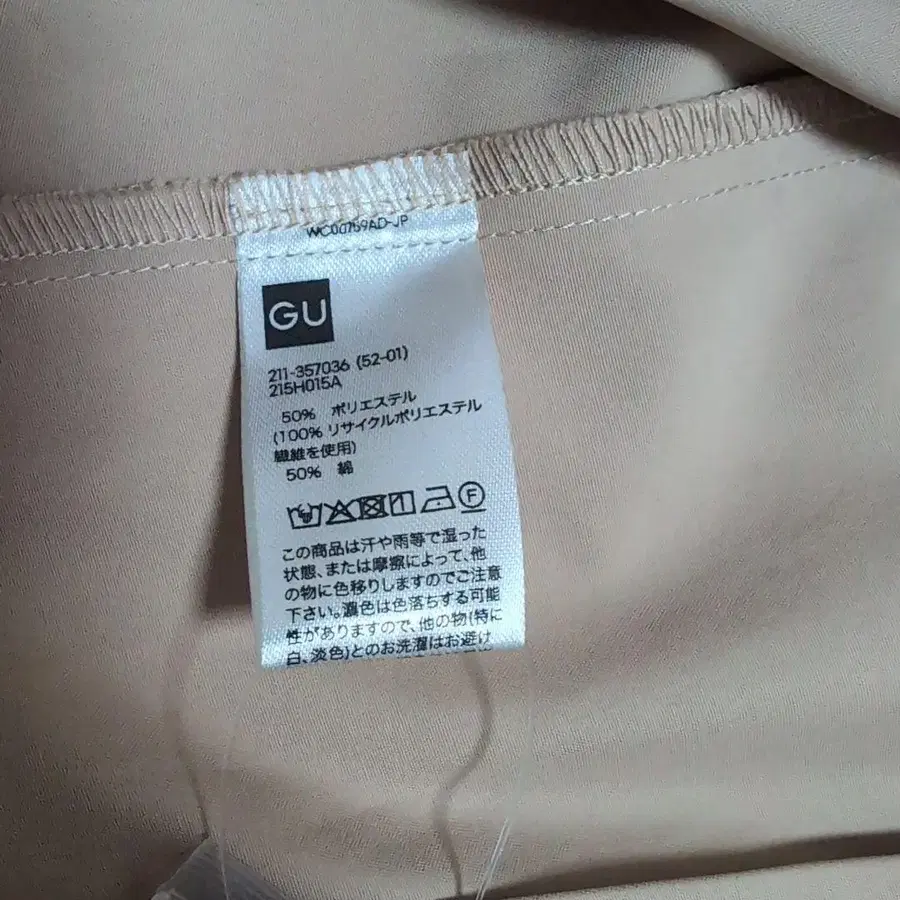 WC00759AD-JP
GU
211-357036 (52-01)
215H015A
50% ポリエステル
(100% リサイクルポリエステル
繊維を使用)
50% 綿
F
この商品は汗や雨等で湿った
状態、または摩擦によって、他
の物に色移りしますのでご注意
下さい。濃色は色落ちする可能
性がありますので、他の物(特に
白、淡色)とのお洗濯はお避け